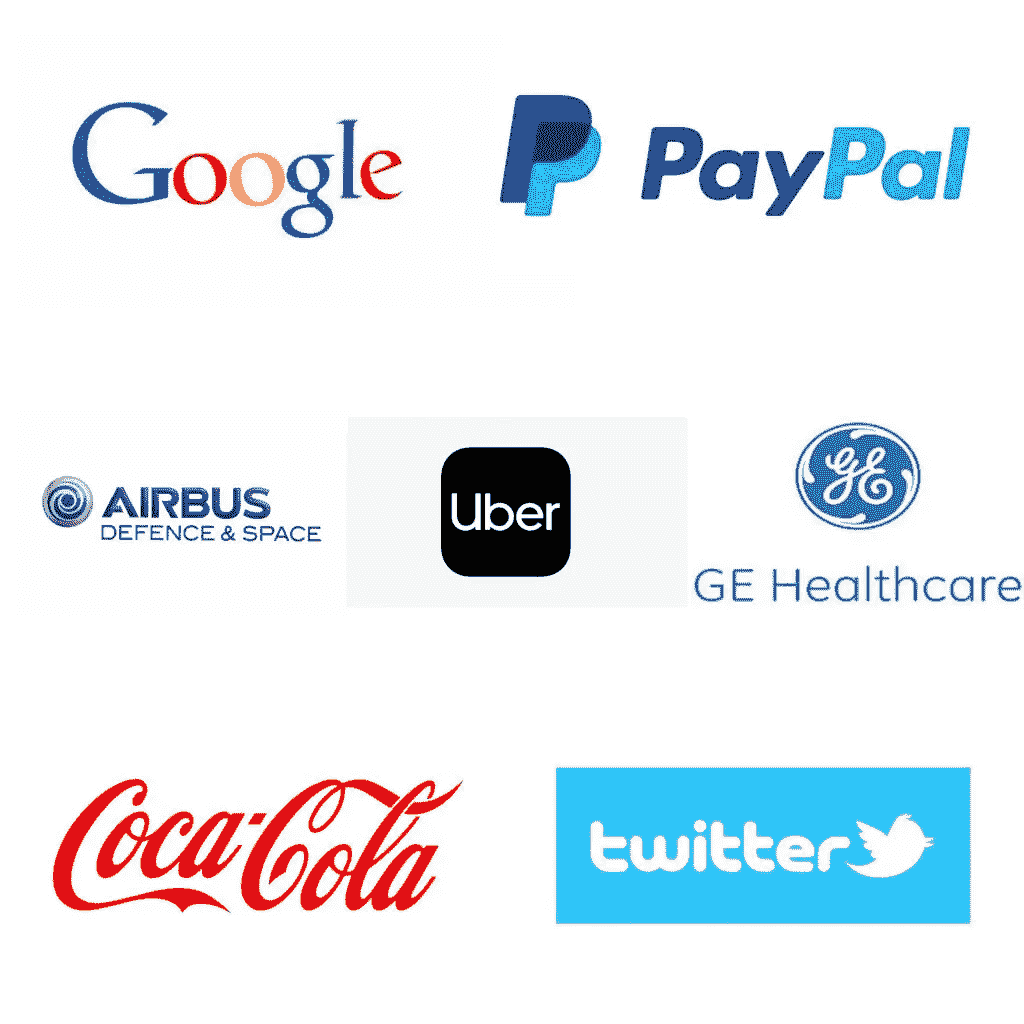 Google
PayPal
AIRBUS
DEFENCE & SPACE
Uber
GE
GE Healthcare
Coca-Cola
twitter